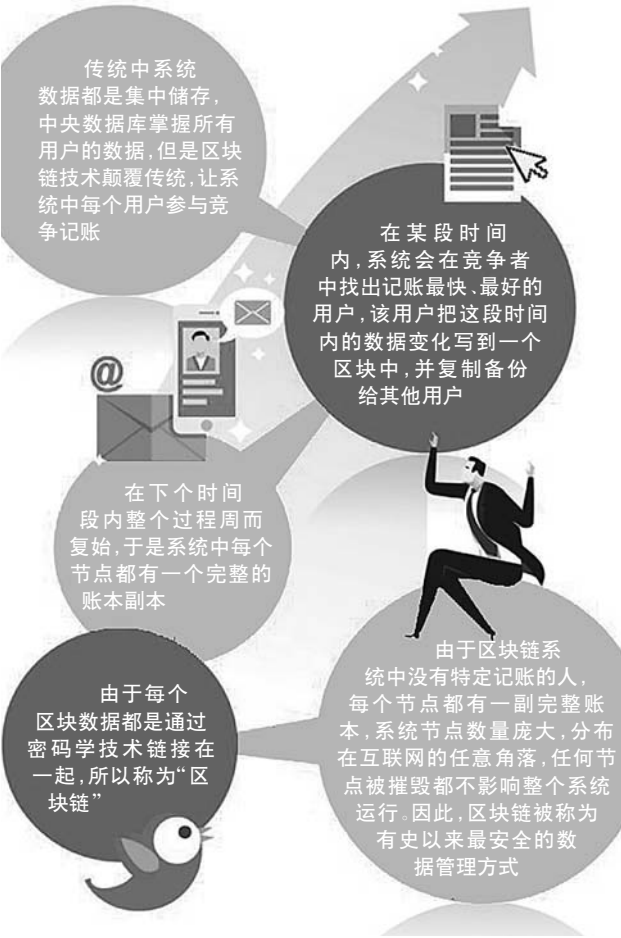 传统中系统
数据都是集中储存，
中央数据库掌握所有
用户的数据，但是区块
链技术颠覆传统，让系
统中每个用户参与竞
争记账
在某段时间
内，系统会在竞争者
中找出记账最快、最好的
用户，该用户把这段时间
内的数据变化写到一个
区块中，并复制备份
给其他用户
@
在下个时间
段内整个过程周而
复始，于是系统中每个
节点都有一个完整的
账本副本
由于每个
区块数据都是通过
密码学技术链接在
一起，所以称为“区
块链”
由于区块链系
统中没有特定记账的人，
每个节点都有一副完整账
本，系统节点数量庞大，分布
在互联网的任意角落，任何节
点被摧毁都不影响整个系统
运行。因此，区块链被称为
有史以来最安全的数
据管理方式